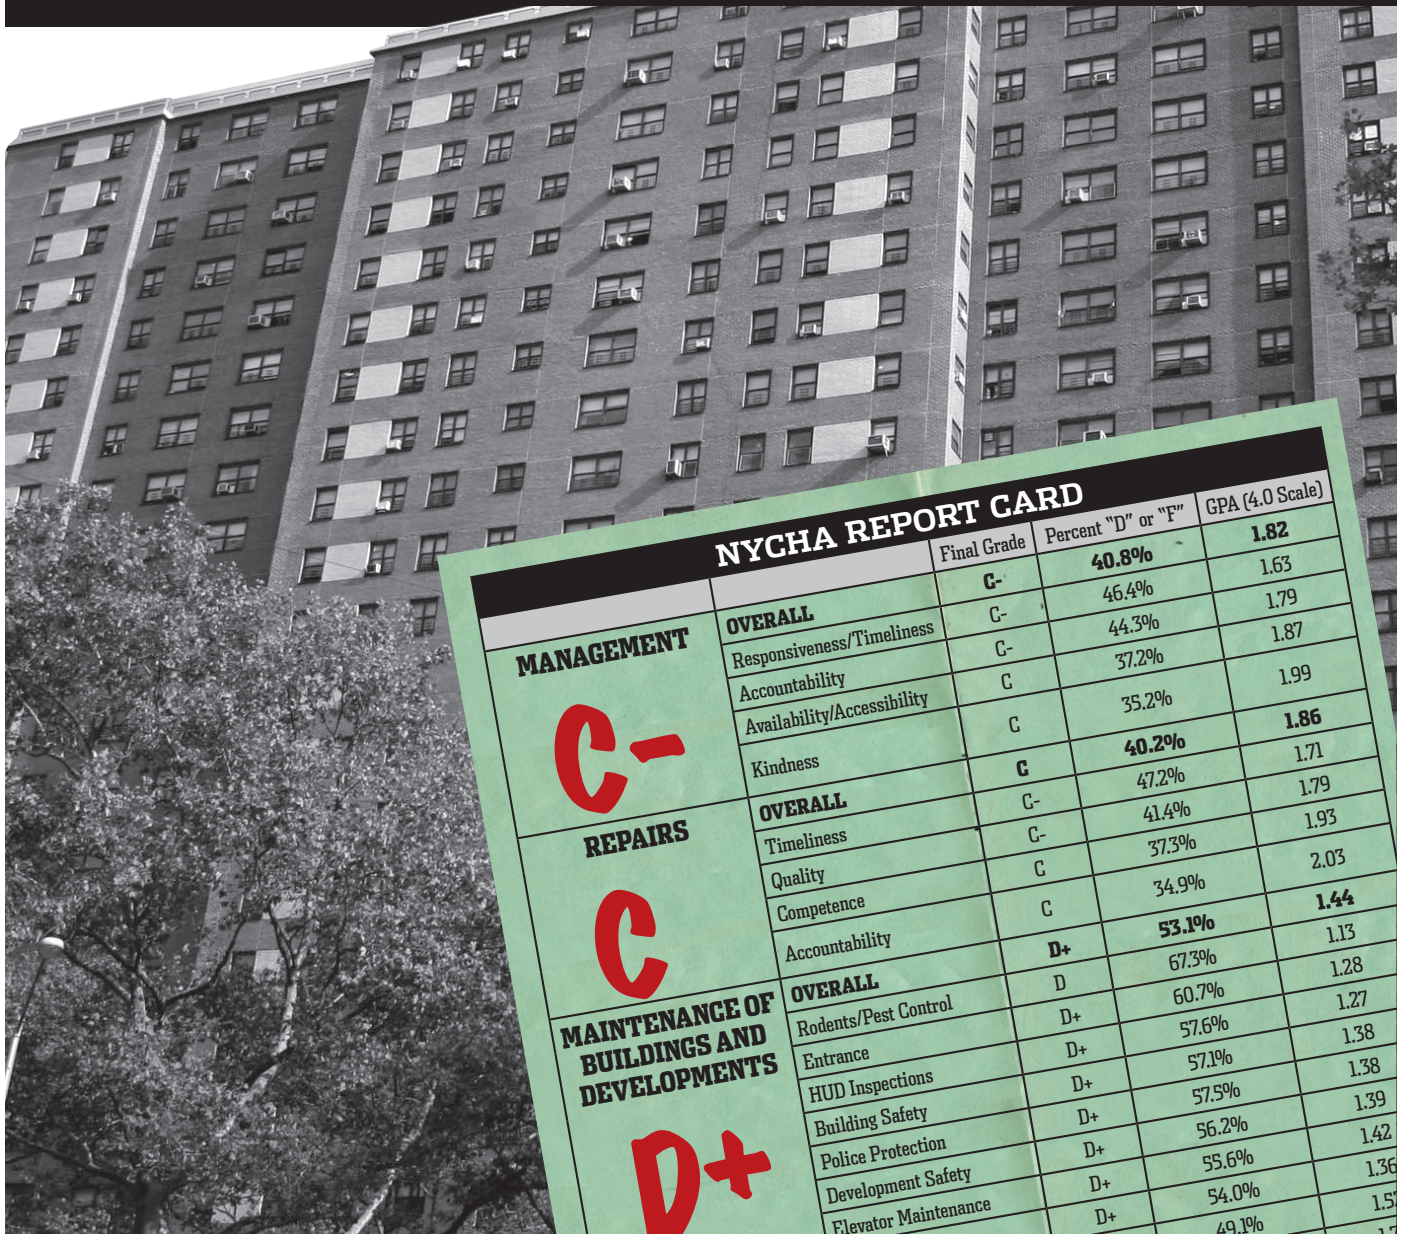 NYCHA REPORT CARD
Final Grade Percent "D" or "F" GPA (4.0 Scale)
MANAGEMENT
C-
OVERALL C- 40.8% 1.82
Responsiveness/Timeliness C- 46.4% 1.63
Accountability C- 44.3% 1.79
Availability/Accessibility C 37.2% 1.87
Kindness C 35.2% 1.99
REPAIRS
C
OVERALL C 40.2% 1.86
Timeliness C- 47.2% 1.71
Quality C- 41.4% 1.79
Competence C 37.3% 1.93
Accountability C 34.9% 2.03
MAINTENANCE OF
BUILDINGS AND
DEVELOPMENTS
D+
OVERALL D+ 53.1% 1.44
Rodents/Pest Control D 67.3% 1.13
Entrance D+ 60.7% 1.28
HUD Inspections D+ 57.6% 1.27
Building Safety D+ 57.1% 1.38
Police Protection D+ 57.5% 1.38
Development Safety D+ 56.2% 1.39
Elevator Maintenance D+ 55.6% 1.42
D+ 54.0% 1.36
49.1%